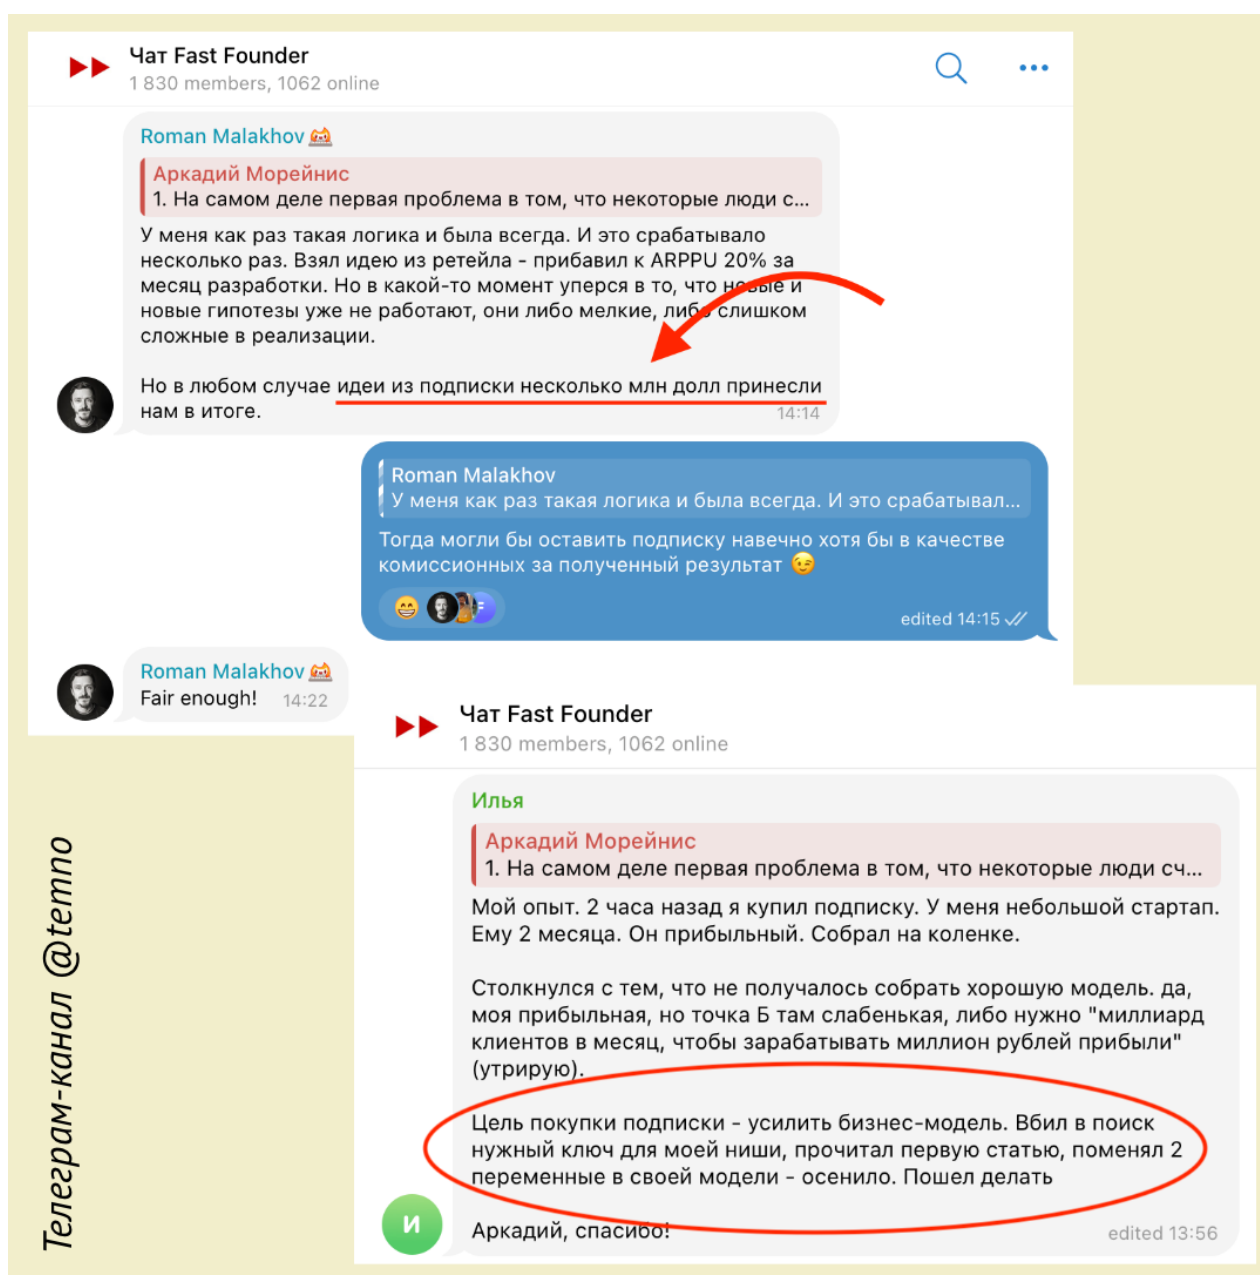 Чат Fast Founder
1 830 members, 1062 online
Roman Malakhov
Аркадий Морейнис
1. На самом деле первая проблема в том, что некоторые люди с...
У меня как раз такая логика и была всегда. И это срабатывало
несколько раз. Взял идею из ретейла - прибавил к ARPPU 20% за
месяц разработки. Но в какой-то момент уперся в то, что новые и
новые гипотезы уже не работают, они либо мелкие, либо слишком
сложные в реализации.
Но в любом случае идеи из подписки несколько млн долл принесли
нам в итоге.
14:14
Roman Malakhov
У меня как раз такая логика и была всегда. И это срабатывал...
Тогда могли бы оставить подписку навечно хотя бы в качестве
комиссионных за полученный результат 😉
edited 14:15
Roman Malakhov
Fair enough! 14:22
Чат Fast Founder
1 830 members, 1062 online
Илья
Аркадий Морейнис
1. На самом деле первая проблема в том, что некоторые люди сч...
Мой опыт. 2 часа назад я купил подписку. У меня небольшой стартап.
Ему 2 месяца. Он прибыльный. Собрал на коленке.
Столкнулся с тем, что не получалось собрать хорошую модель. да,
моя прибыльная, но точка Б там слабенькая, либо нужно "миллиард
клиентов в месяц, чтобы зарабатывать миллион рублей прибыли"
(утрирую).
Цель покупки подписки - усилить бизнес-модель. Вбил в поиск
нужный ключ для моей ниши, прочитал первую статью, поменял 2
переменные в своей модели - осенило. Пошел делать
И
Аркадий, спасибо!
edited 13:56
Телеграм-канал @temno